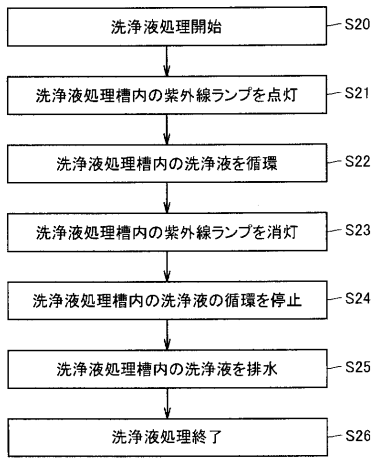 洗浄液処理開始 S20
洗浄液処理槽内の紫外線ランプを点灯 S21
洗浄液処理槽内の洗浄液を循環 S22
洗浄液処理槽内の紫外線ランプを消灯 S23
洗浄液処理槽内の洗浄液の循環を停止 S24
洗浄液処理槽内の洗浄液を排水 S25
洗浄液処理終了 S26